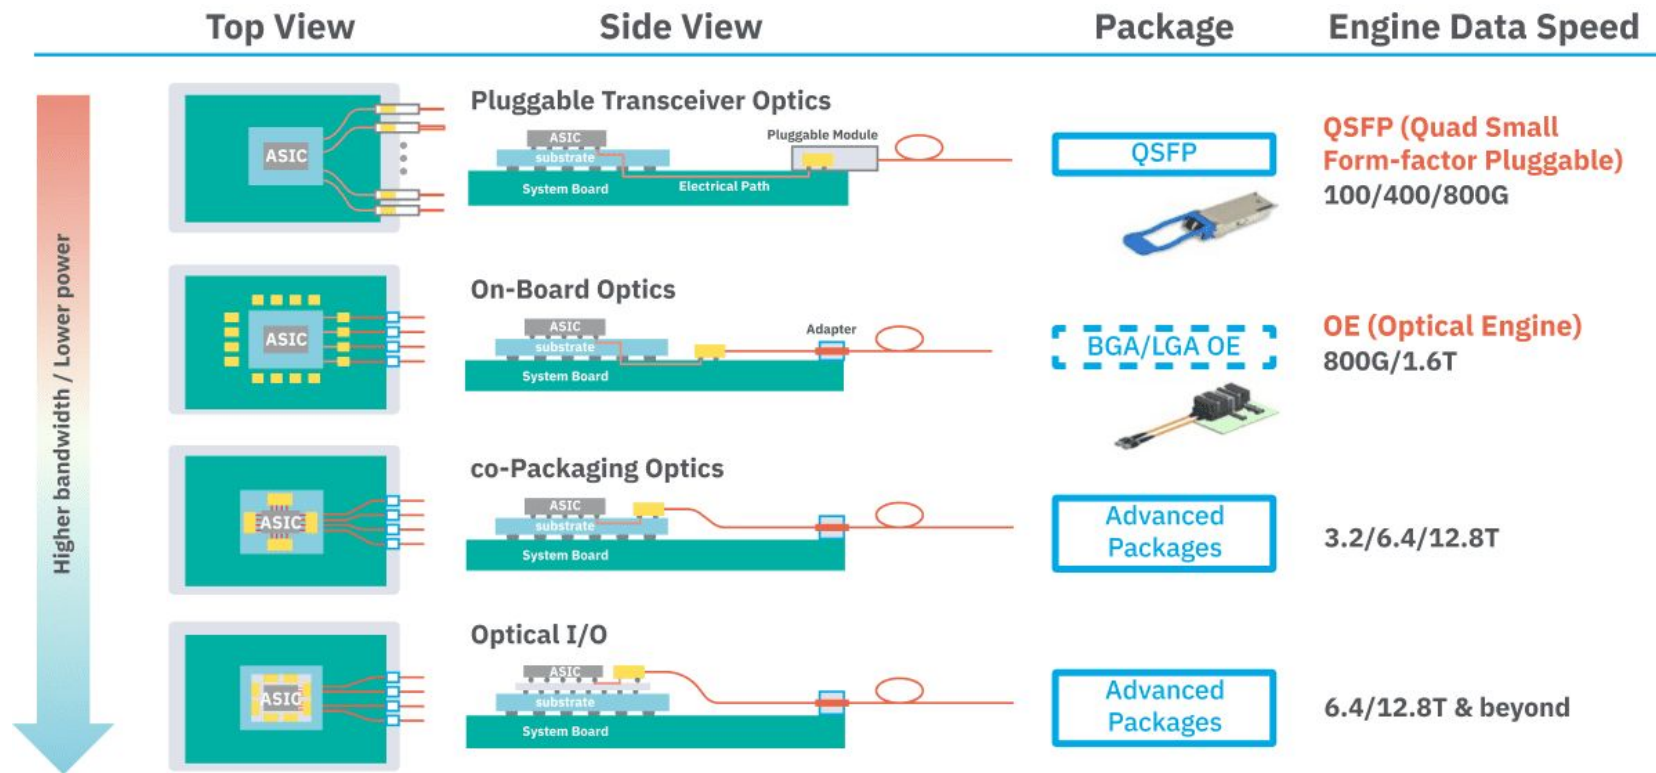 Top View
Side View
Package
Engine Data Speed
Higher bandwidth / Lower power
ASIC
Pluggable Transceiver Optics
ASIC
substrate
System Board
Electrical Path
Pluggable Module
QSFP
QSFP (Quad Small
Form-factor Pluggable)
100/400/800G
ASIC
On-Board Optics
ASIC
substrate
System Board
Adapter
BGA/LGA OE
OE (Optical Engine)
800G/1.6T
ASIC
co-Packaging Optics
ASIC
substrate
System Board
Advanced
Packages
3.2/6.4/12.8T
ASIC
Optical I/O
ASIC
substrate
System Board
Advanced
Packages
6.4/12.8T & beyond